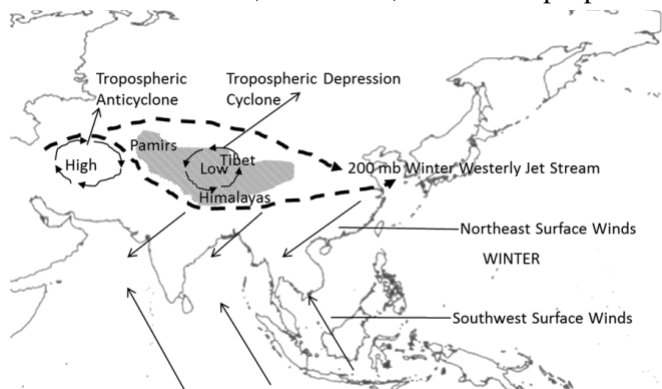 Tropospheric
Anticyclone
Tropospheric Depression
Cyclone
Pamirs
High
Low
Tibet
Himalayas
200 mb Winter Westerly Jet Stream
Northeast Surface Winds
WINTER
Southwest Surface Winds